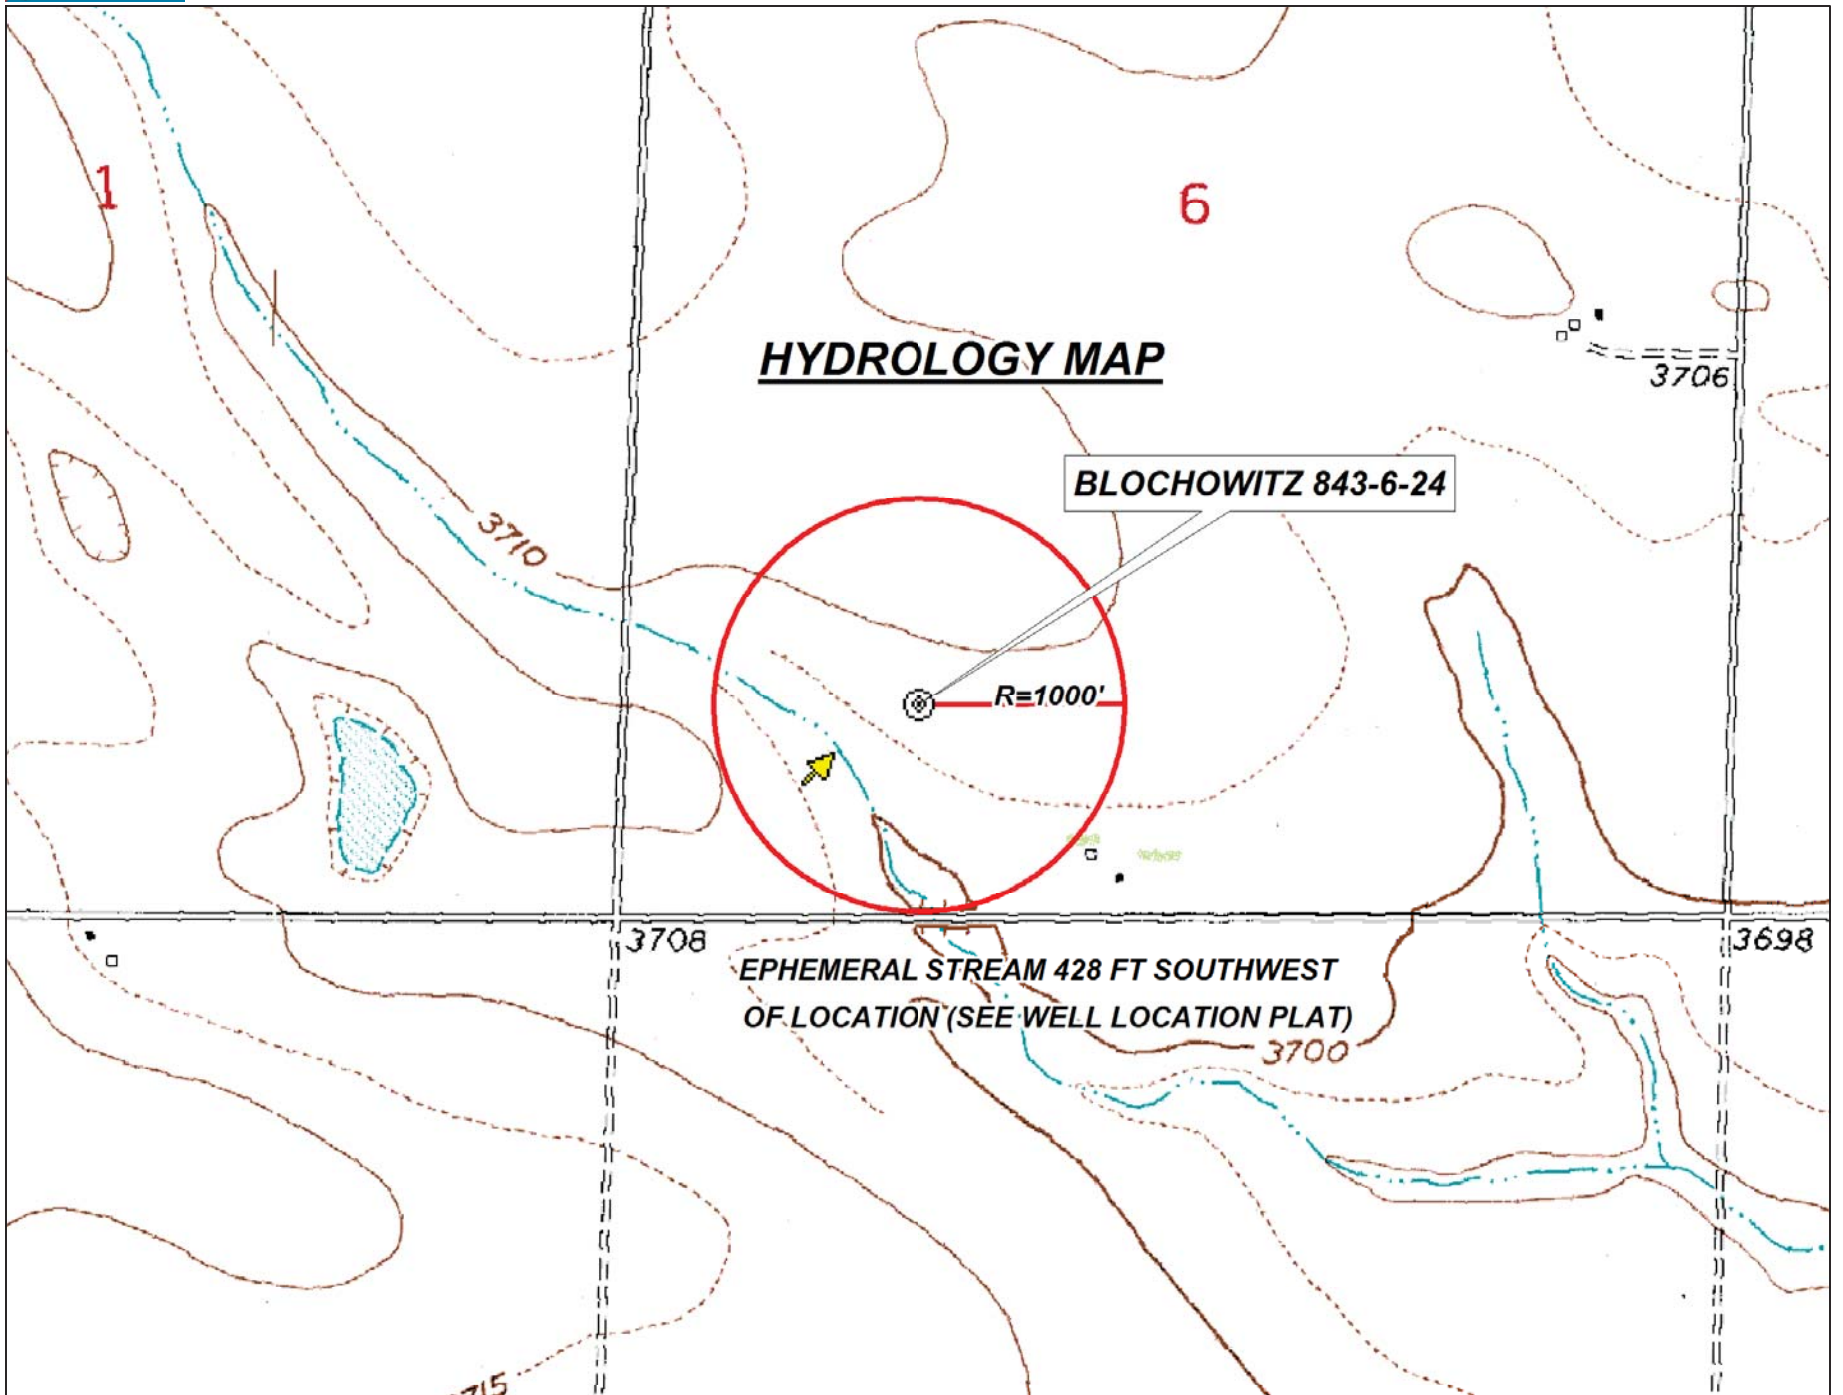 1
6
HYDROLOGY MAP
3706
BLOCHOWITZ 843-6-24
3710
R=1000'
3708
3698
EPHEMERAL STREAM 428 FT SOUTHWEST
OF LOCATION (SEE WELL LOCATION PLAT)
3700
3715